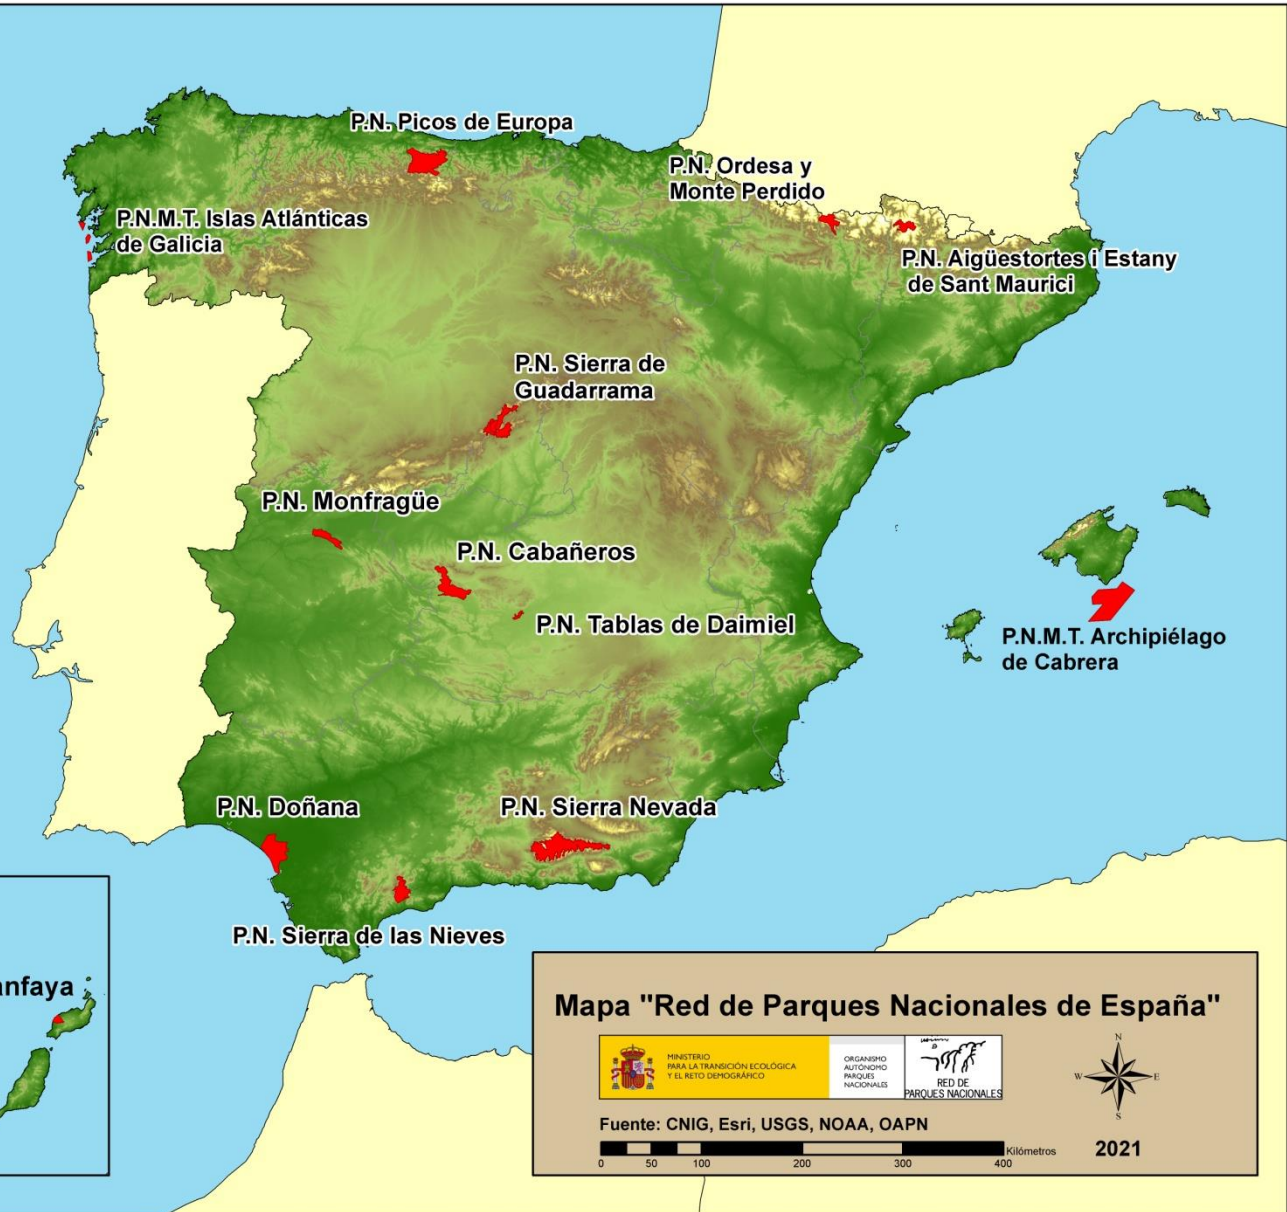 P.N. Picos de Europa
P.N. Ordesa y
Monte Perdido
P.N.M.T. Islas Atlánticas
de Galicia
P.N. Aigüestortes i Estany
de Sant Maurici
P.N. Sierra de
Guadarrama
P.N. Monfragüe
P.N. Cabañeros
P.N. Tablas de Daimiel
P.N.M.T. Archipiélago
de Cabrera
P.N. Doñana
P.N. Sierra Nevada
P.N. Sierra de las Nieves
anfaya
Mapa "Red de Parques Nacionales de España"
MINISTERIO
PARA LA TRANSICIÓN ECOLÓGICA
Y EL RETO DEMOGRÁFICO
ORGANISMO
AUTÓNOMO
PARQUES
NACIONALES
RED DE
PARQUES NACIONALES
N
W E
S
Fuente: CNIG, Esri, USGS, NOAA, OAPN
Kilómetros
0 50 100 200 300 400
2021